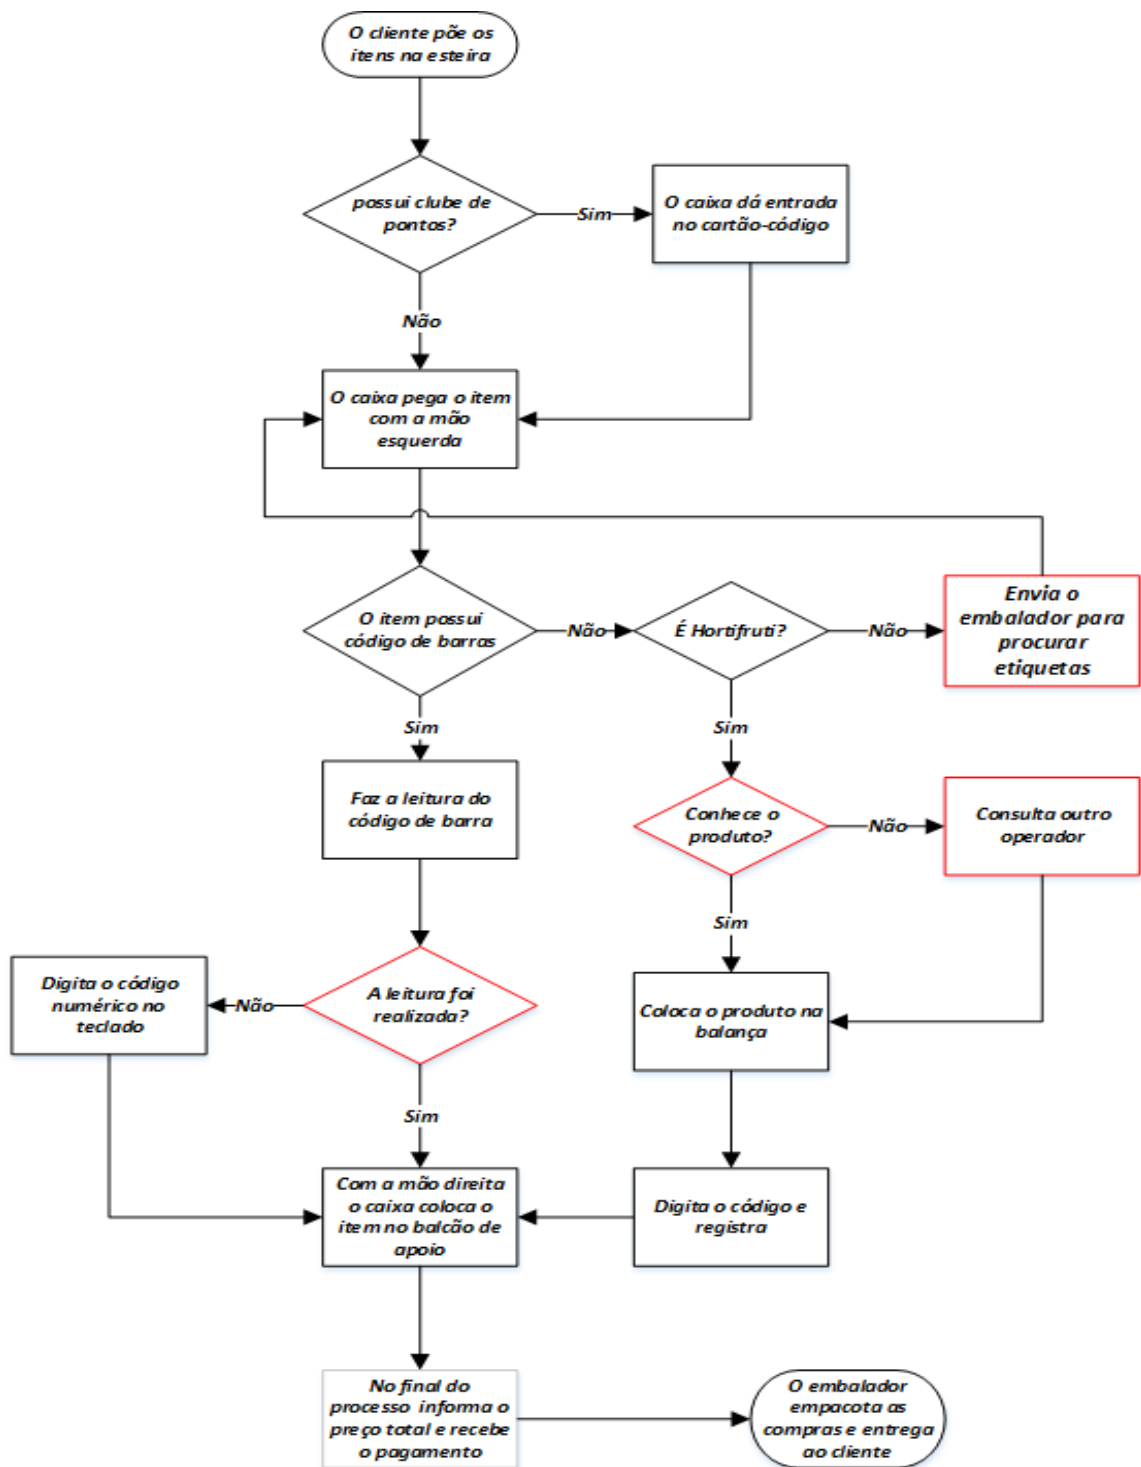 O cliente põe os
itens na esteira
possui clube de
pontos?
Sim
O caixa dá entrada
no cartão-código
Não
O caixa pega o item
com a mão
esquerda
O item possui
código de barras
Não
É Hortifruti?
Não
Envia o
embalador para
procurar
etiquetas
Sim
Sim
Faz a leitura do
código de barra
Conhece o
produto?
Não
Consulta outro
operador
Sim
Digita o código
numérico no
teclado
Não
A leitura foi
realizada?
Coloca o produto na
balança
Sim
Com a mão direita
o caixa coloca o
item no balcão de
apoio
Digita o código e
registra
No final do
processo informa o
preço total e recebe
o pagamento
O embalador
empacota as
compras e entrega
ao cliente